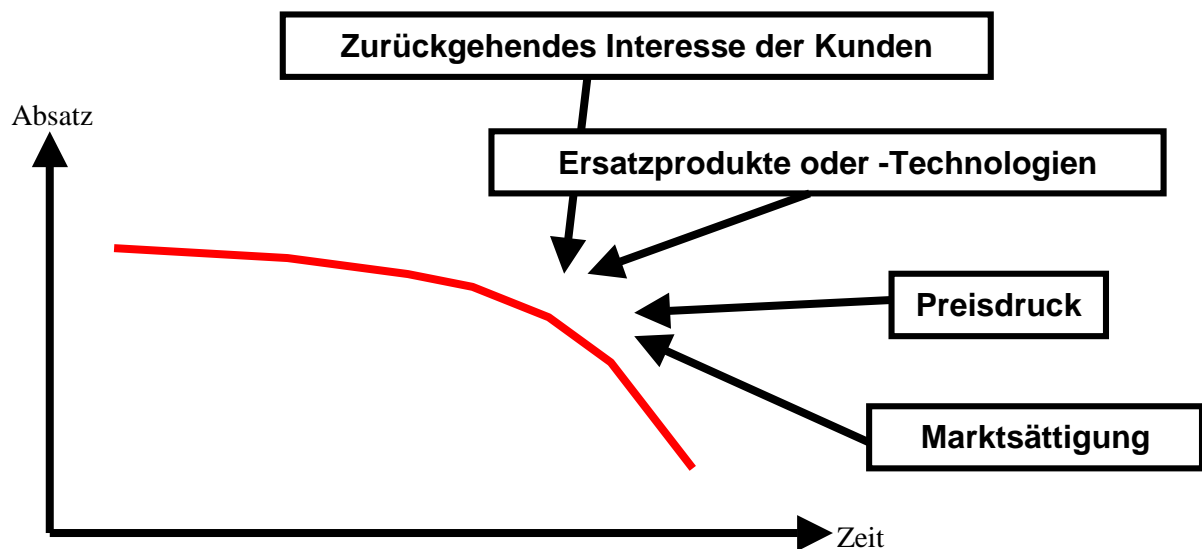 Zurückgehendes Interesse der Kunden
Absatz
Ersatzprodukte oder -Technologien
Preisdruck
Marktsättigung
Zeit